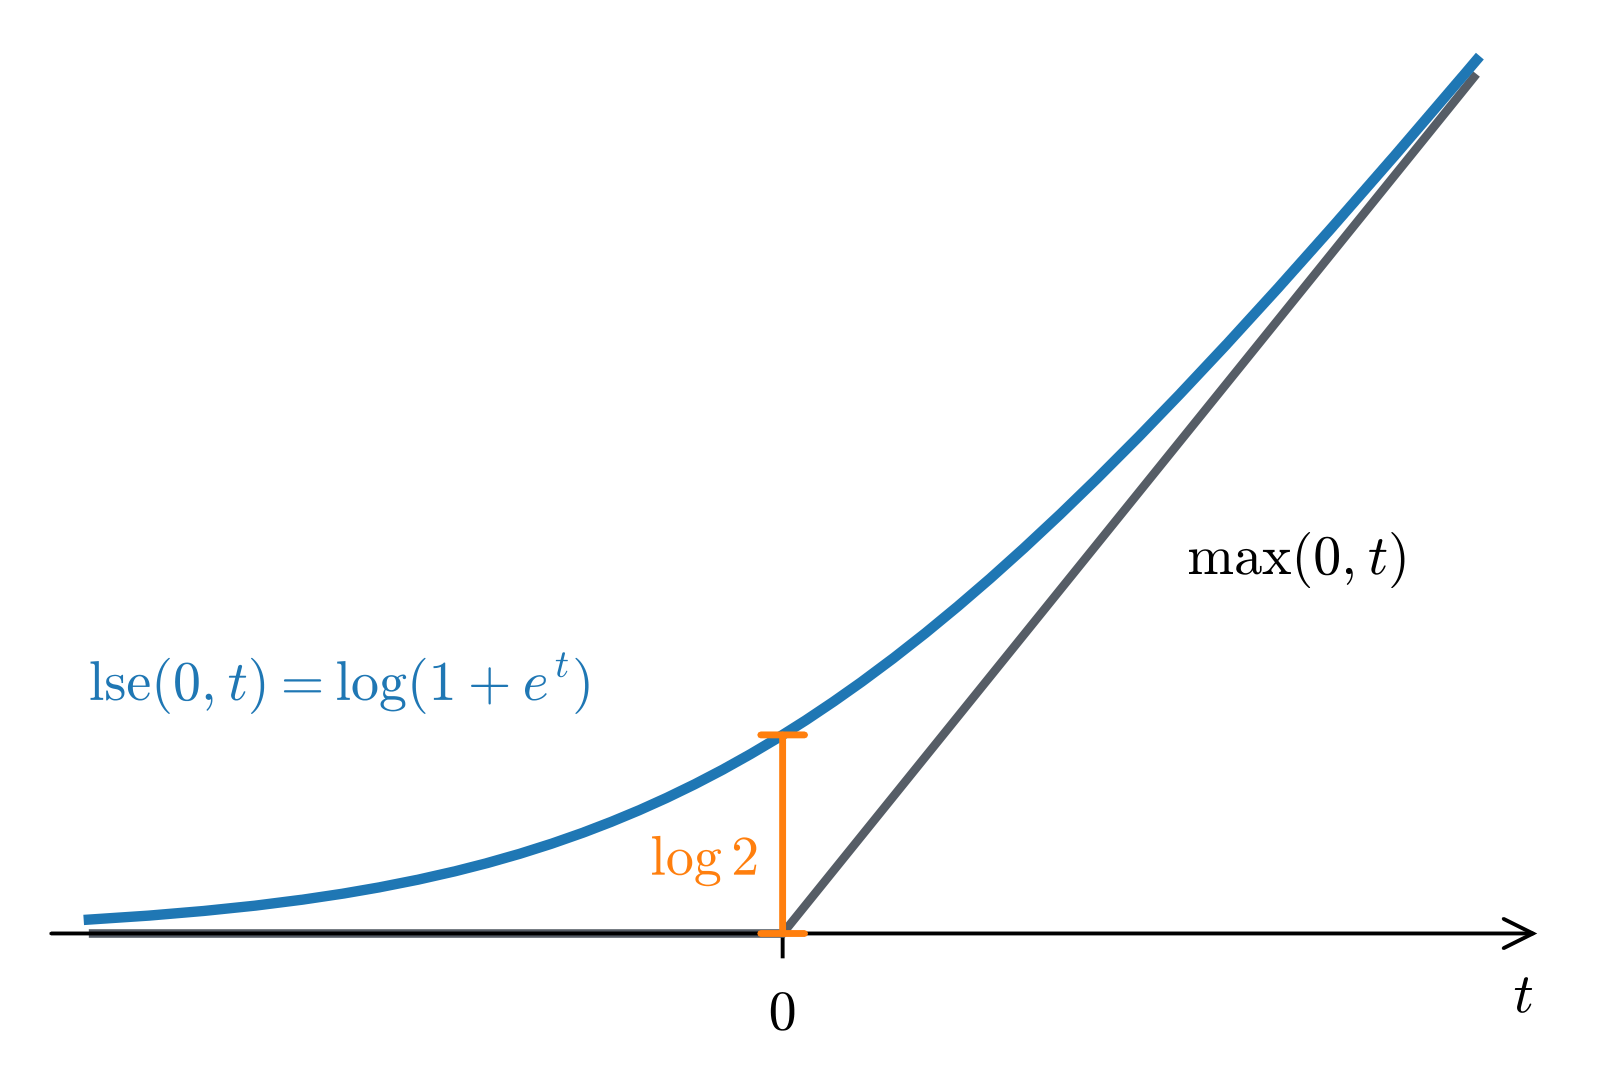 max(0, t)
lse(0, t) = log(1 + e^t)
log 2
0
t